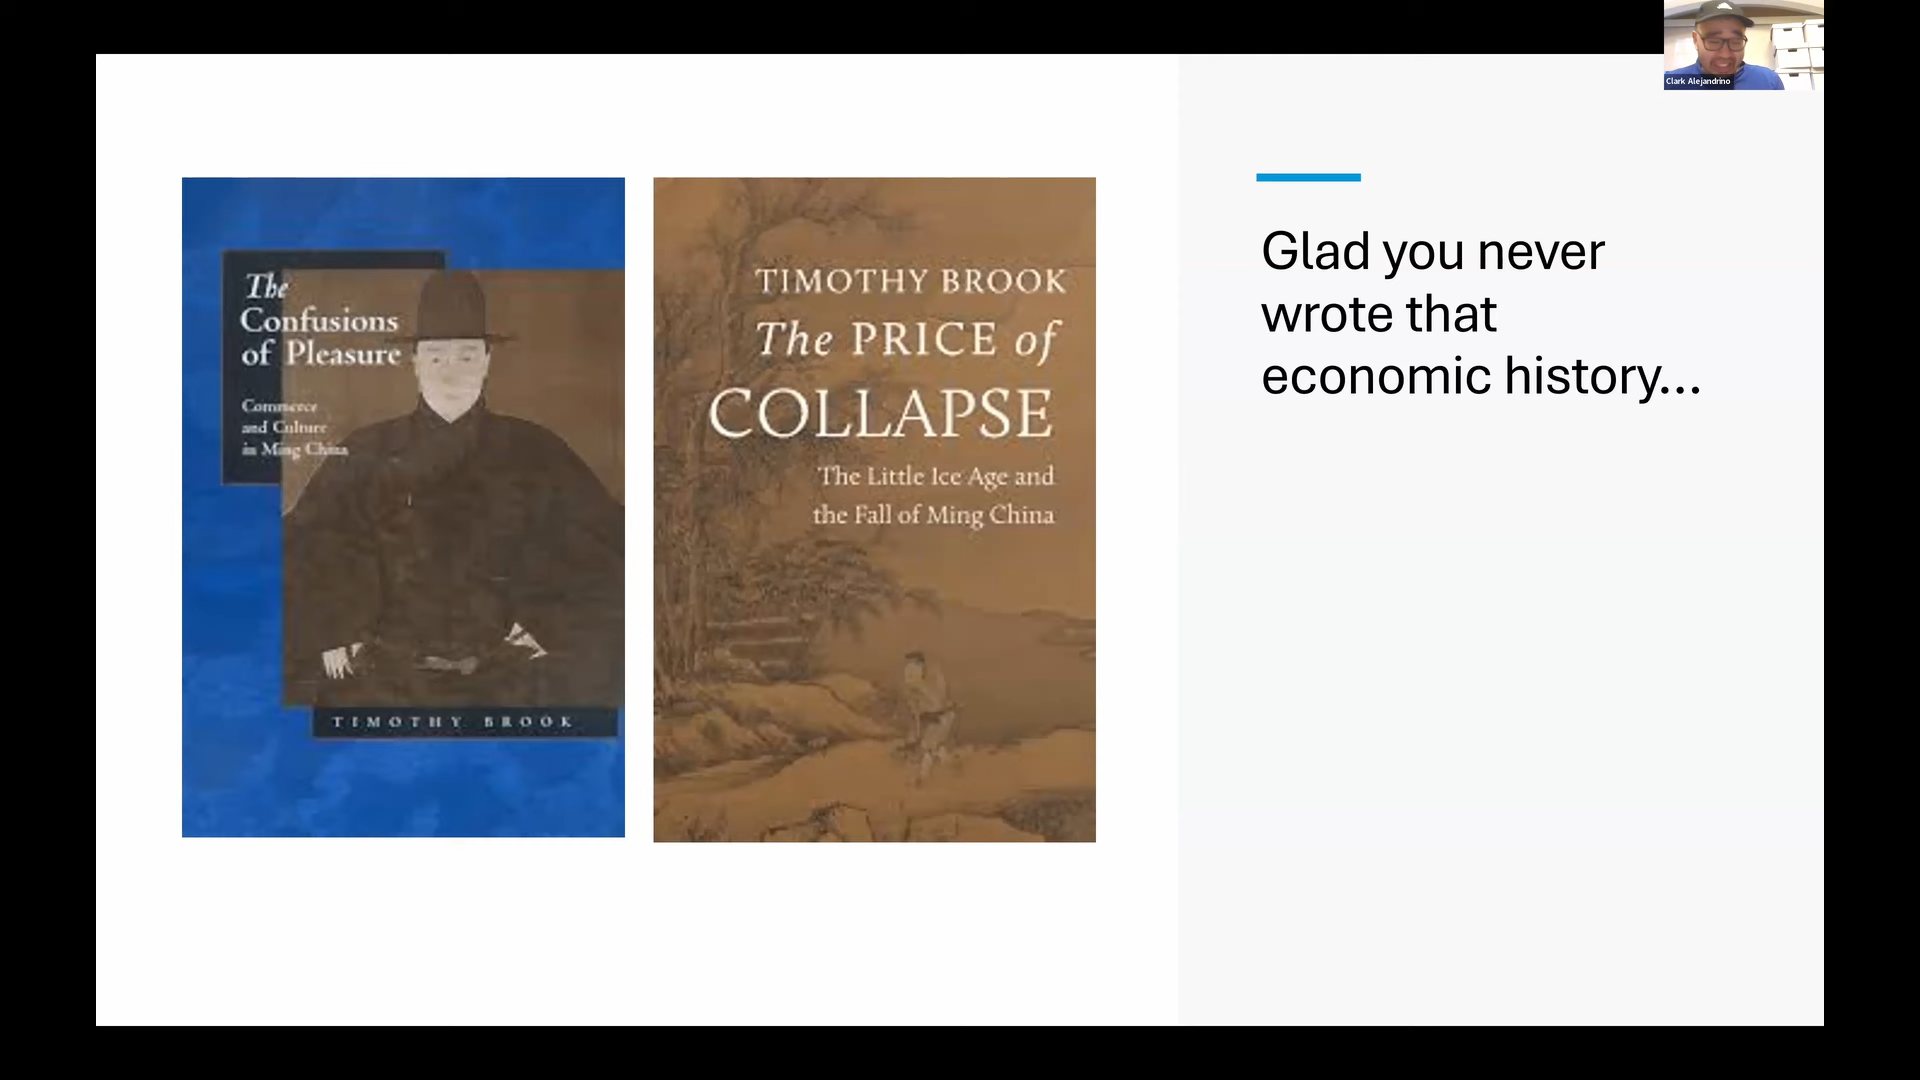 The
Confusions
of Pleasure
Commerce
and Culture
in Ming China
TIMOTHY BROOK
TIMOTHY BROOK
The PRICE of
COLLAPSE
The Little Ice Age and
the Fall of Ming China
Glad you never
wrote that
economic history...
Clark Alejandrino